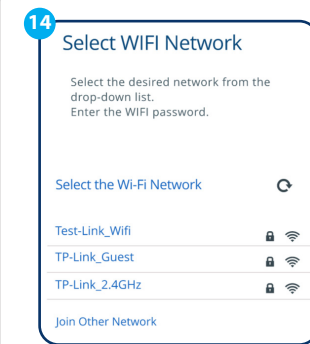 14
Select WIFI Network
Select the desired network from the
drop-down list.
Enter the WIFI password.
Select the Wi-Fi Network
Test-Link_Wifi
TP-Link_Guest
TP-Link_2.4GHz
Join Other Network